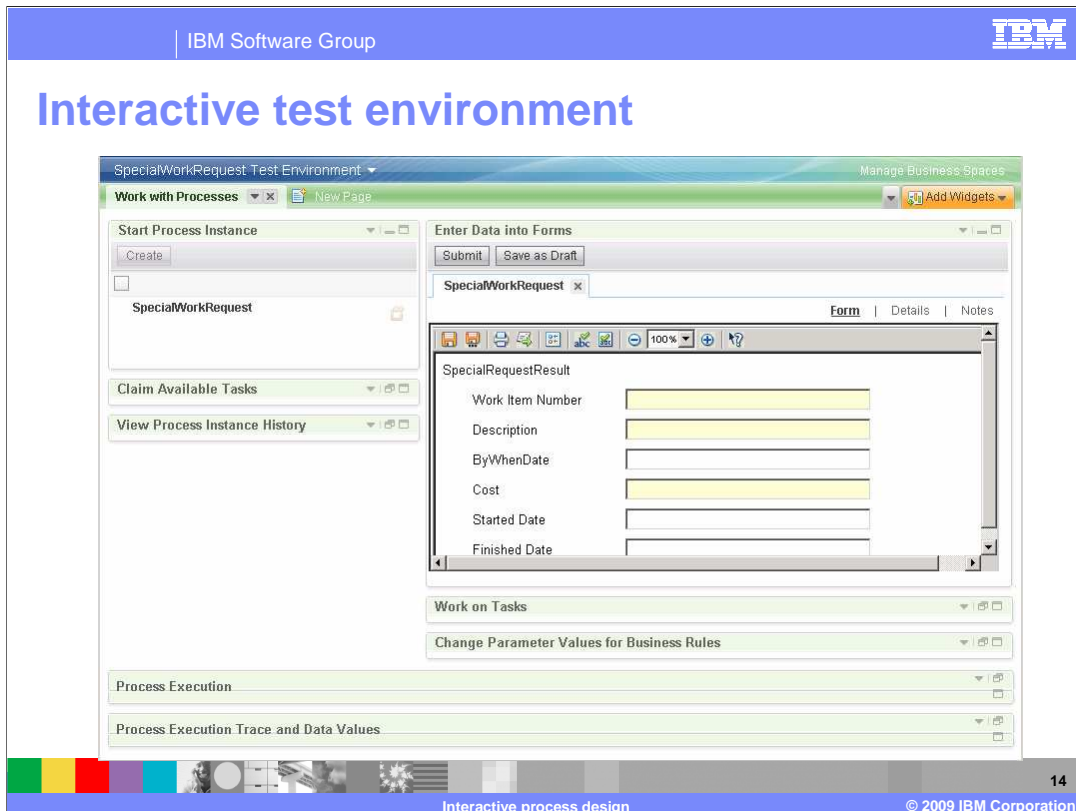 IBM Software Group
IBM
Interactive test environment
SpecialWorkRequest Test Environment
Manage Business Spaces
Work with Processes
New Page
Add Widgets
Start Process Instance
Create
SpecialWorkRequest
Claim Available Tasks
View Process Instance History
Enter Data into Forms
Submit
Save as Draft
SpecialWorkRequest
Form | Details | Notes
abc
100%
SpecialRequestResult
Work Item Number
Description
ByWhenDate
Cost
Started Date
Finished Date
Work on Tasks
Change Parameter Values for Business Rules
Process Execution
Process Execution Trace and Data Values
14
Interactive process design
© 2009 IBM Corporation